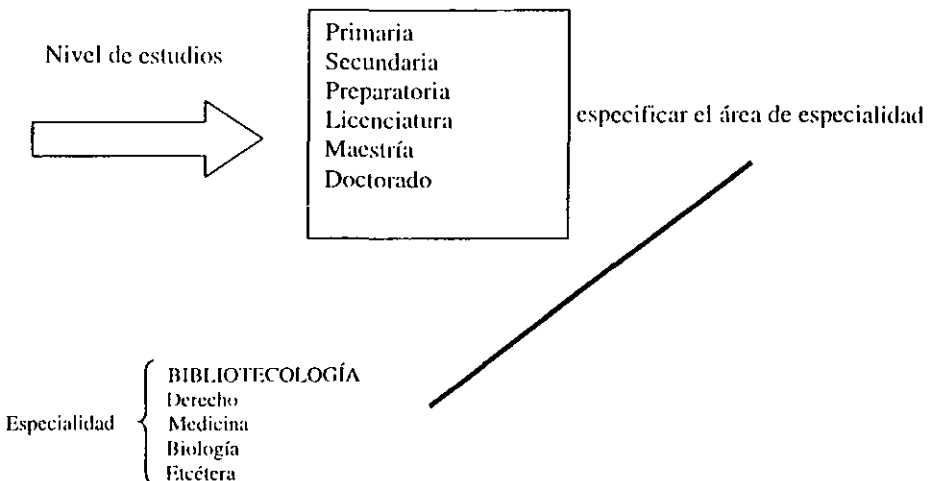 Nivel de estudios
Primaria
Secundaria
Preparatoria
Licenciatura
Maestría
Doctorado
especificar el área de especialidad
Especialidad
BIBLIOTECOLOGÍA
Derecho
Medicina
Biología
Etcétera